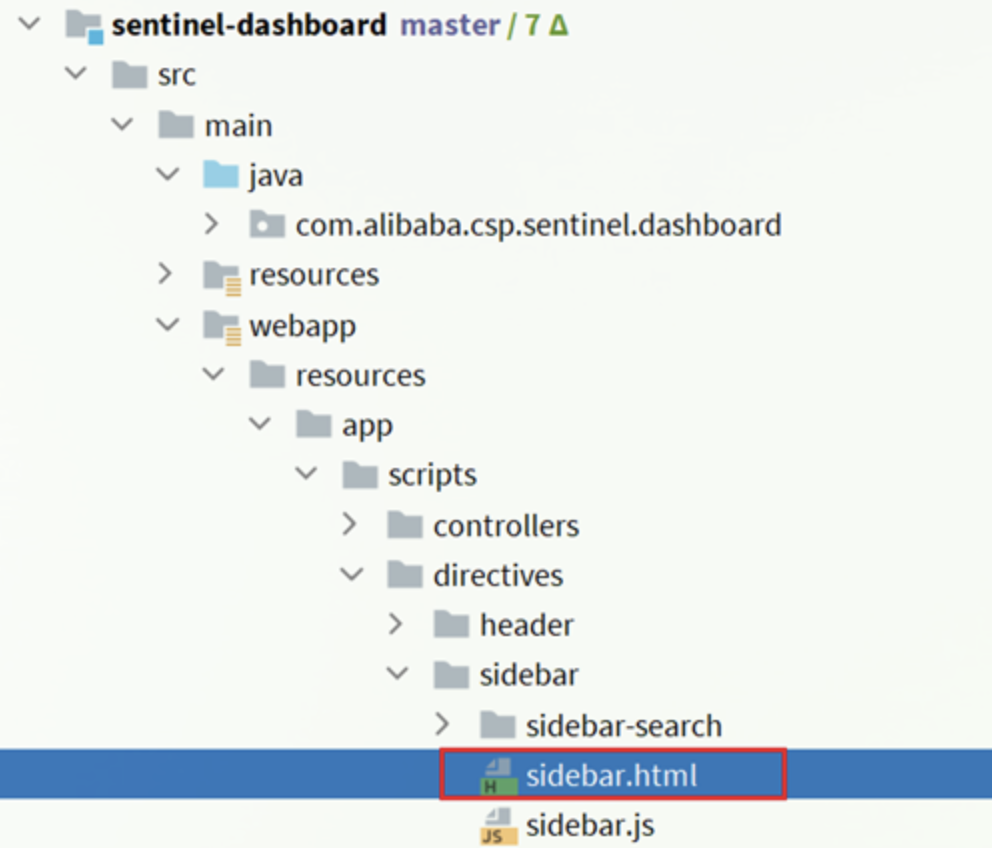 sentinel-dashboard master / 7 Δ
src
main
java
com.alibaba.csp.sentinel.dashboard
resources
webapp
resources
app
scripts
controllers
directives
header
sidebar
sidebar-search
H sidebar.html
JS sidebar.js